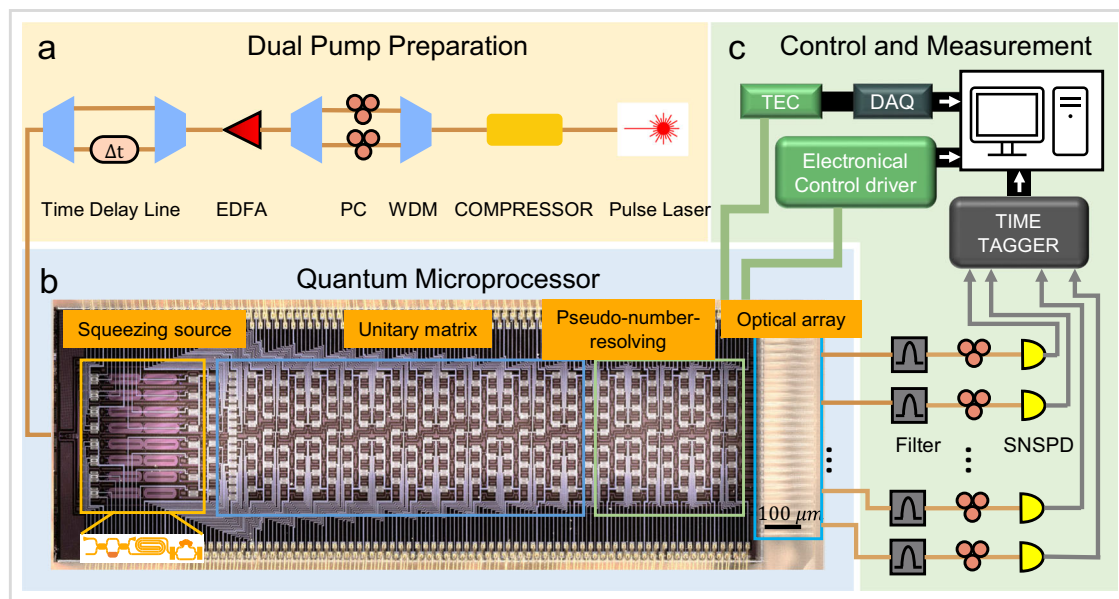 a
Dual Pump Preparation
Δt
Time Delay Line
EDFA
PC
WDM
COMPRESSOR
Pulse Laser
b
Quantum Microprocessor
Squeezing source
Unitary matrix
Pseudo-number-
resolving
Optical array
100 μm
c
Control and Measurement
TEC
DAQ
Electronical
Control driver
TIME
TAGGER
Filter
SNSPD